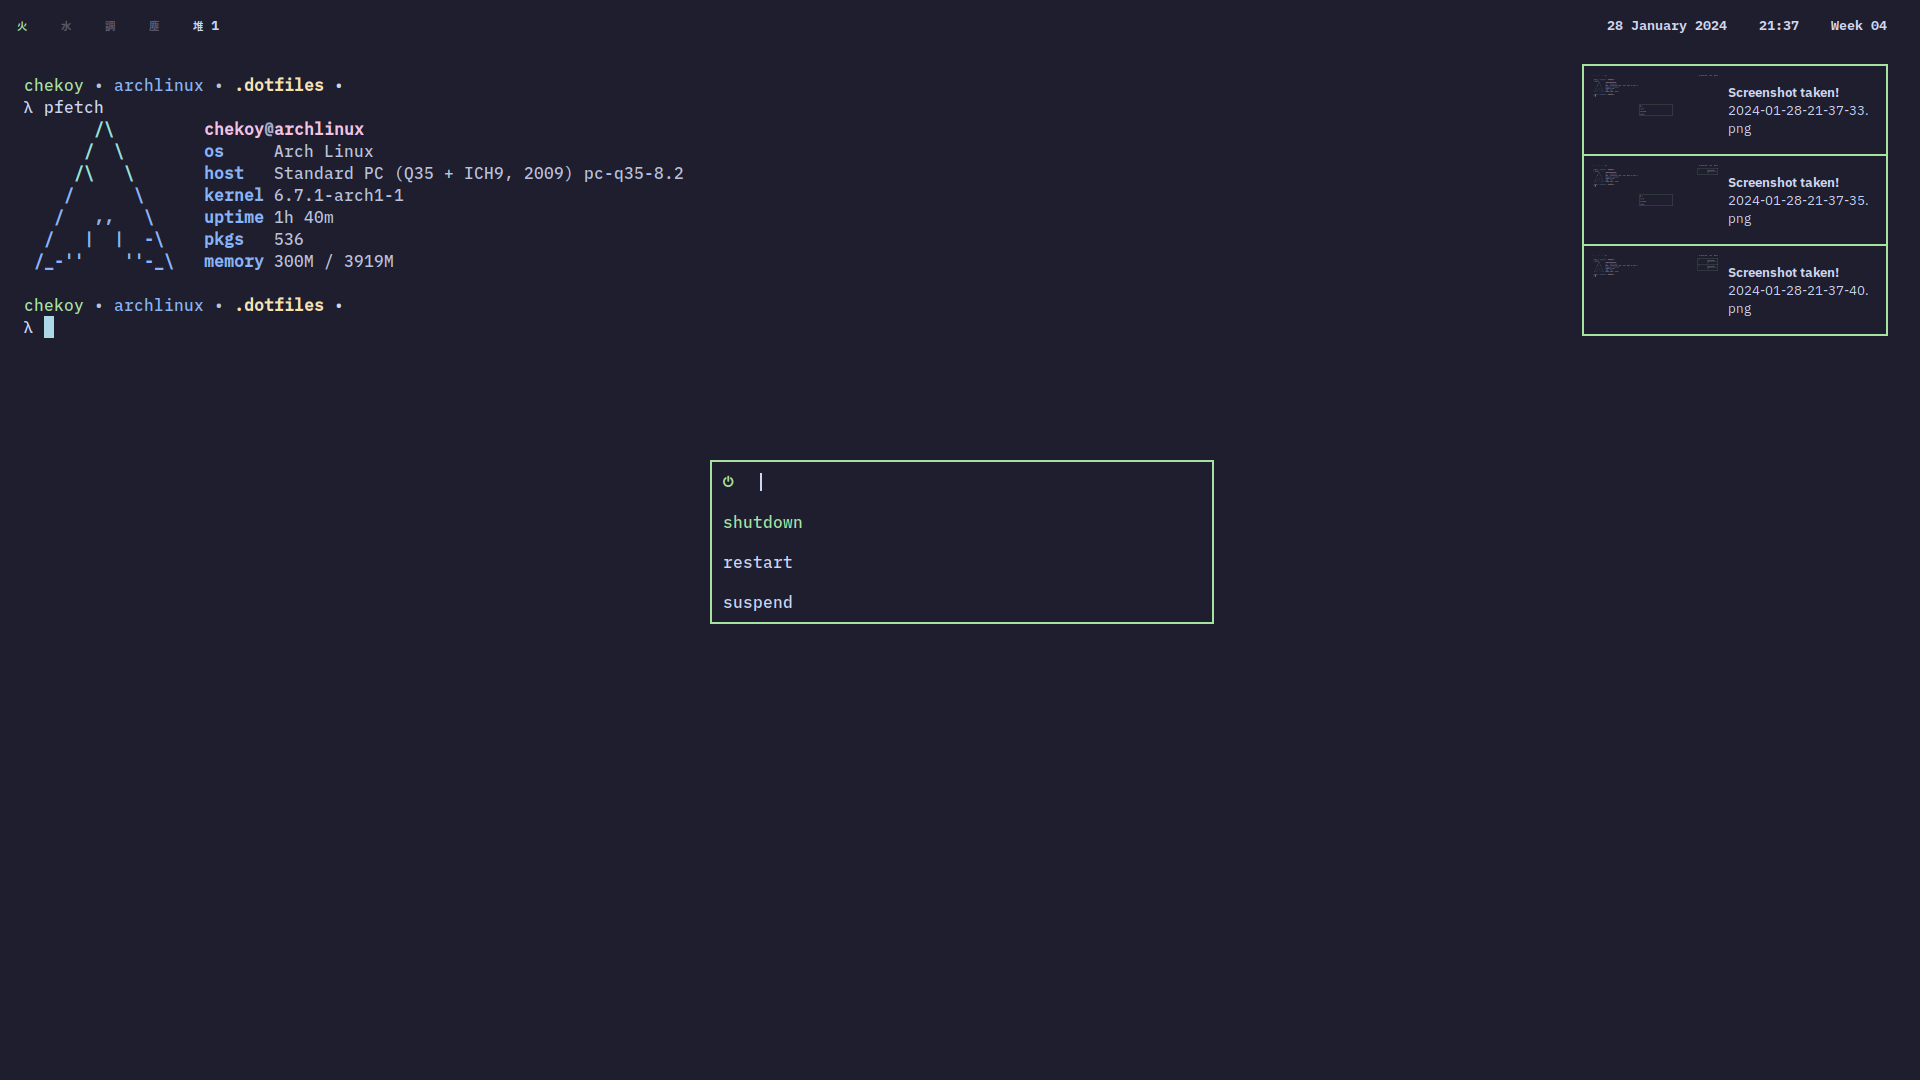 火 水 調 塵 堆 1 28 January 2024 21:37 Week 04
chekoy • archlinux • .dotfiles •
λ pfetch
chekoy@archlinux
os Arch Linux
host Standard PC (Q35 + ICH9, 2009) pc-q35-8.2
kernel 6.7.1-arch1-1
uptime 1h 40m
pkgs 536
memory 300M / 3919M
chekoy • archlinux • .dotfiles •
λ
Screenshot taken!
2024-01-28-21-37-33.
png
Screenshot taken!
2024-01-28-21-37-35.
png
Screenshot taken!
2024-01-28-21-37-40.
png
shutdown
restart
suspend